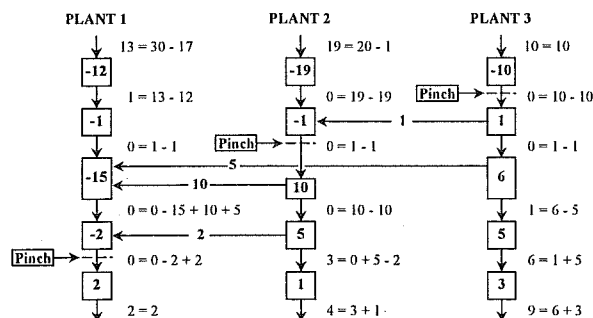 PLANT 1 PLANT 2 PLANT 3
13 = 30 - 17 19 = 20 - 1 10 = 10
-12 -19 -10
Pinch
1 = 13 - 12 0 = 19 - 19 0 = 10 - 10
-1 -1 1 1
Pinch
0 = 1 - 1 0 = 1 - 1 0 = 1 - 1
5
-15 10 10 6
0 = 0 - 15 + 10 + 5 0 = 10 - 10 1 = 6 - 5
-2 2 5 5
Pinch
0 = 0 - 2 + 2 3 = 0 + 5 - 2 6 = 1 + 5
2 1 3
2 = 2 4 = 3 + 1 9 = 6 + 3